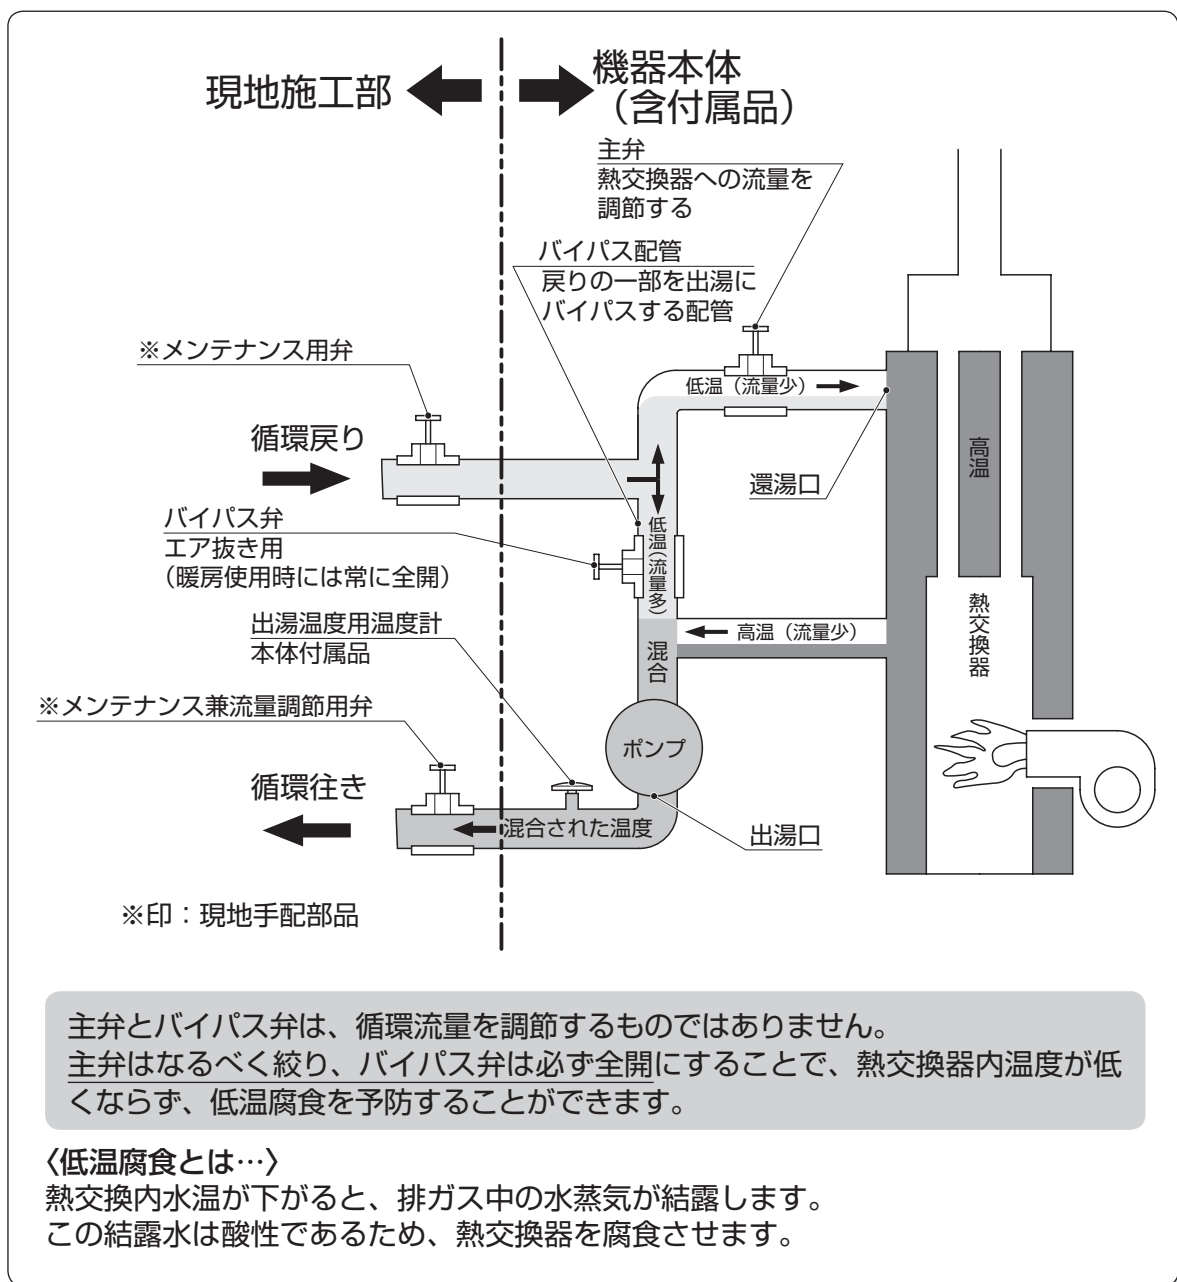 現地施工部
機器本体
（含付属品）
主弁
熱交換器への流量を
調節する
バイパス配管
戻りの一部を出湯に
バイパスする配管
※メンテナンス用弁
低温（流量少）
循環戻り
高温
還湯口
バイパス弁
エア抜き用
（暖房使用時には常に全開）
低温（流量多）
熱交換器
出湯温度用温度計
本体付属品
高温（流量少）
混合
※メンテナンス兼流量調節用弁
ポンプ
循環往き
混合された温度
出湯口
※印：現地手配部品
主弁とバイパス弁は、循環流量を調節するものではありません。
主弁はなるべく絞り、バイパス弁は必ず全開にすることで、熱交換器内温度が低
くならず、低温腐食を予防することができます。
〈低温腐食とは…〉
熱交換内水温が下がると、排ガス中の水蒸気が結露します。
この結露水は酸性であるため、熱交換器を腐食させます。